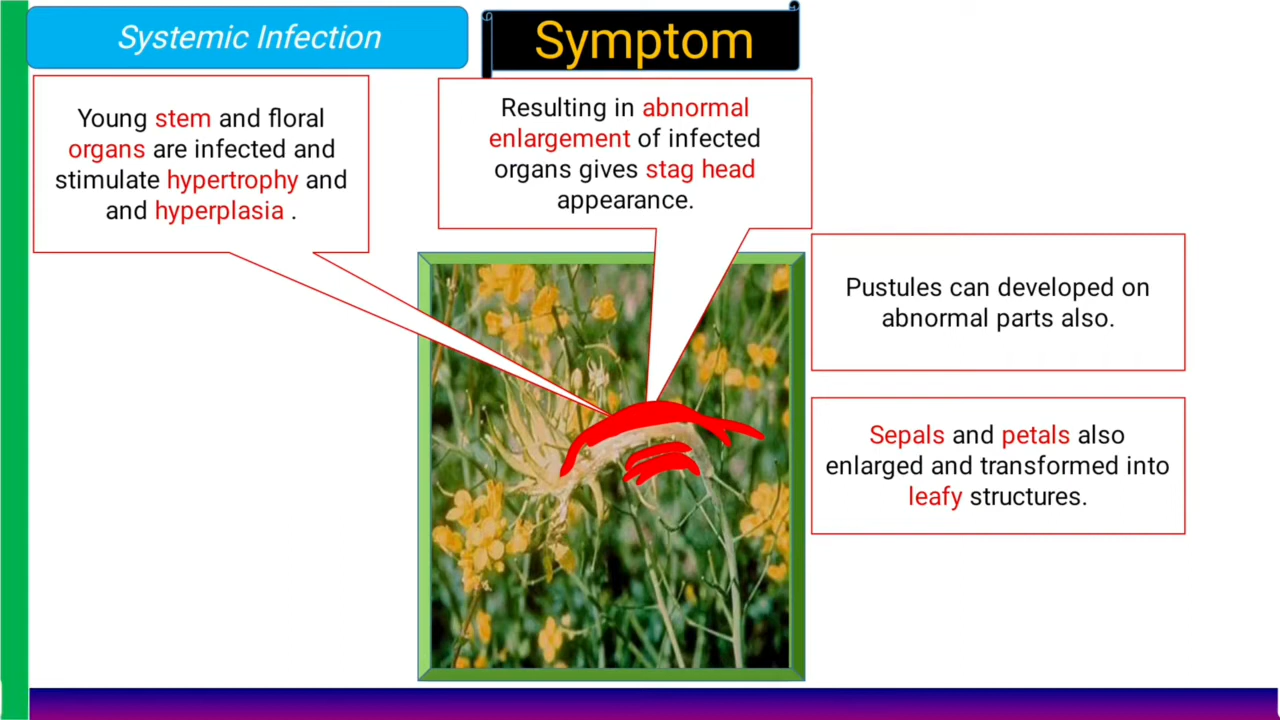 Systemic Infection
Symptom
Young stem and floral
organs are infected and
stimulate hypertrophy and
and hyperplasia .
Resulting in abnormal
enlargement of infected
organs gives stag head
appearance.
Pustules can developed on
abnormal parts also.
Sepals and petals also
enlarged and transformed into
leafy structures.